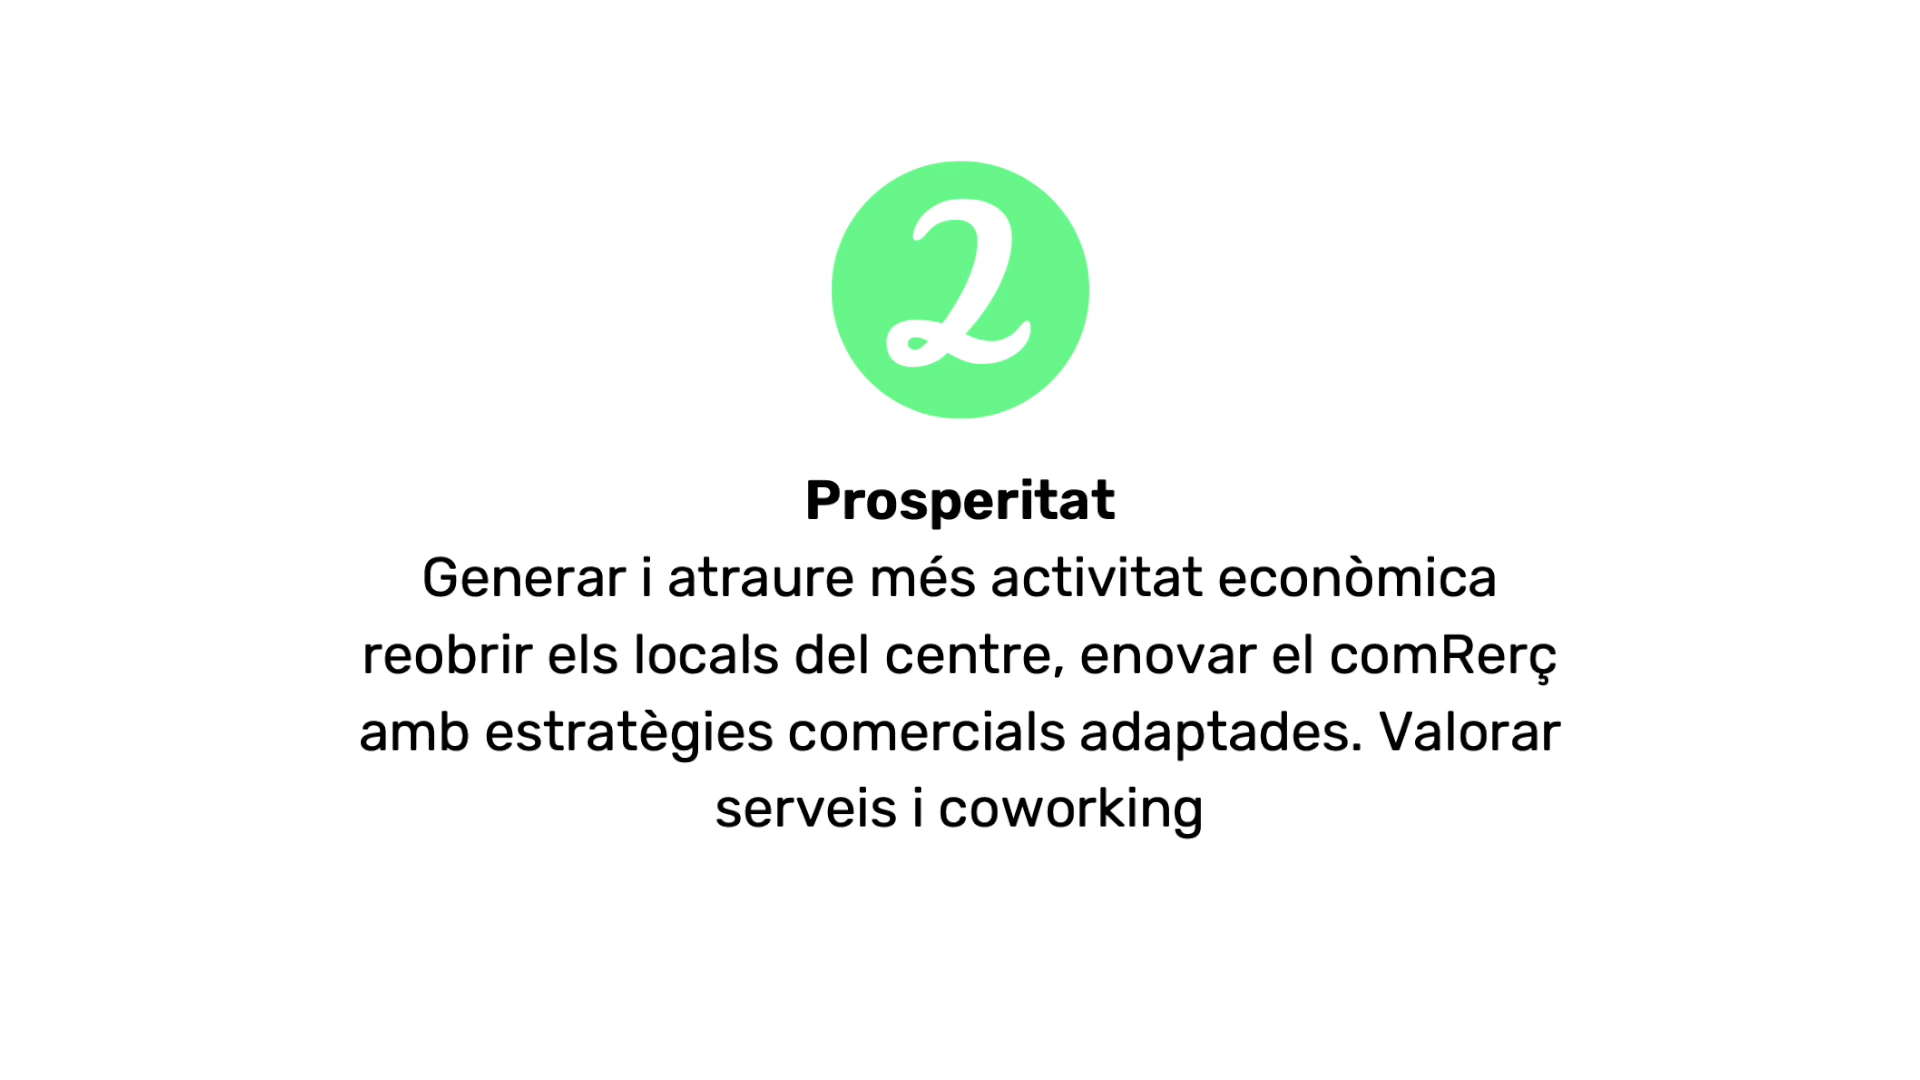 2
Prosperitat
Generar i atraure més activitat econòmica
reobrir els locals del centre, enovar el comRerç
amb estratègies comercials adaptades. Valorar
serveis i coworking